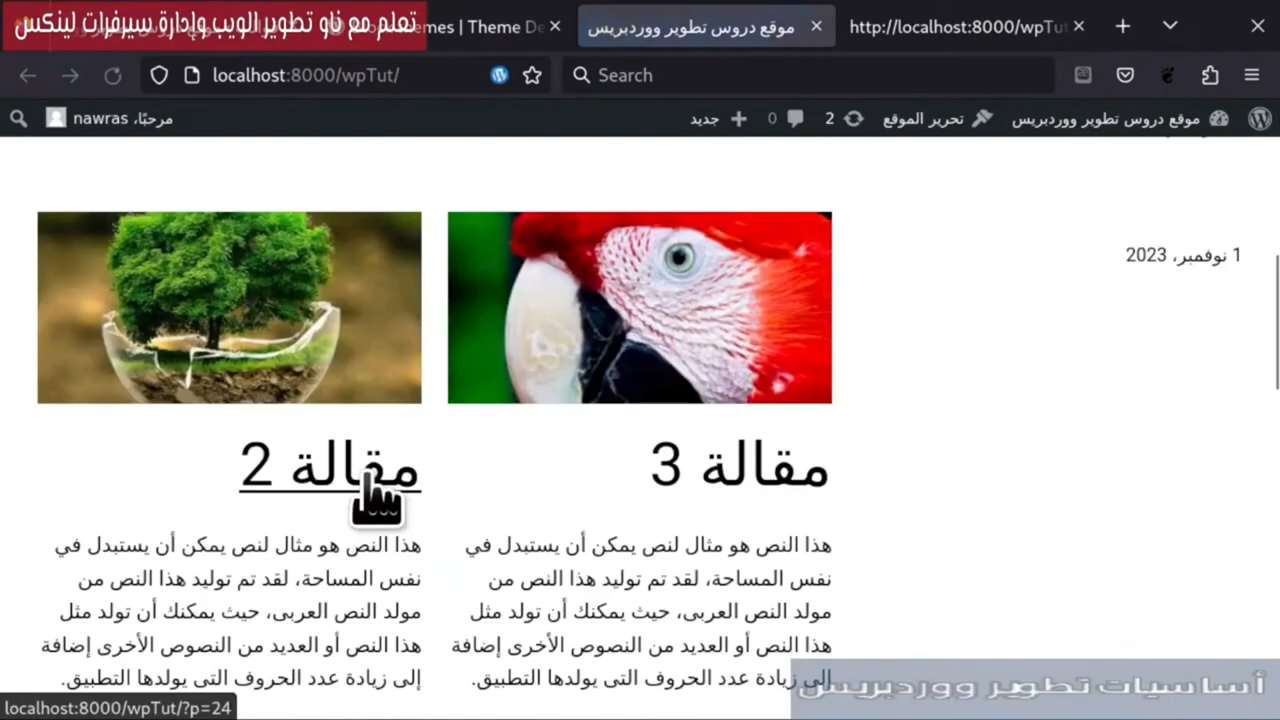 تعلم مع ناو تطوير الويب وإدارة سيرفرات لينكس
Themes | Theme De
موقع دروس تطوير ووردبريس
http://localhost:8000/wpTut
localhost:8000/wpTut/
Search
موقع دروس تطوير ووردبريس
تحرير الموقع
2
0
جديد
مرحبًا، nawras
1 نوفمبر، 2023
مقالة 3
هذا النص هو مثال لنص يمكن أن يستبدل في
نفس المساحة، لقد تم توليد هذا النص من
مولد النص العربى، حيث يمكنك أن تولد مثل
هذا النص أو العديد من النصوص الأخرى إضافة
إلى زيادة عدد الحروف التى يولدها التطبيق.
مقالة 2
هذا النص هو مثال لنص يمكن أن يستبدل في
نفس المساحة، لقد تم توليد هذا النص من
مولد النص العربى، حيث يمكنك أن تولد مثل
هذا النص أو العديد من النصوص الأخرى إضافة
إلى زيادة عدد الحروف التى يولدها التطبيق.
أساسيات تطوير ووردبريس
localhost:8000/wpTut/?p=24